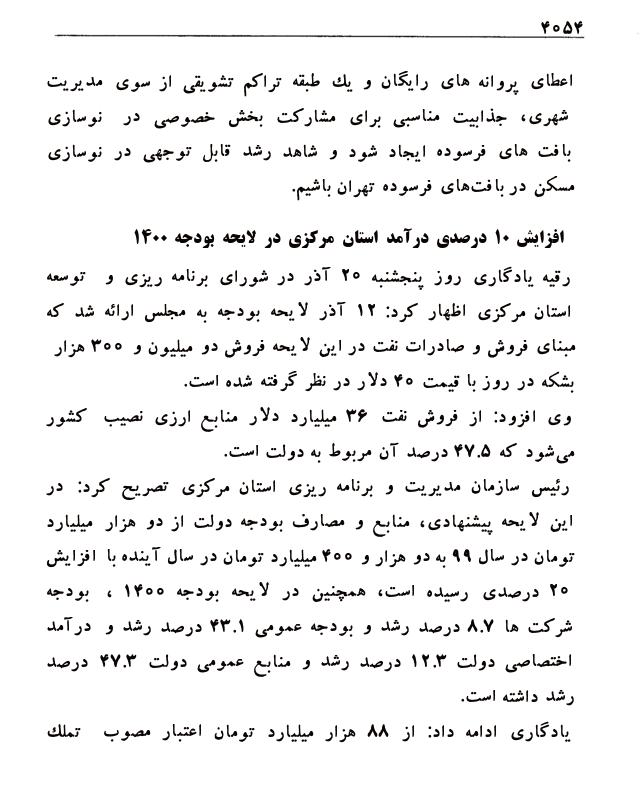 ۴۰۵۴
اعطای پروانه های رایگان و یك طبقه تراکم تشویقی از سوی مدیریت
شهری، جذابیت مناسبی برای مشارکت بخش خصوصی در نوسازی
بافت های فرسوده ایجاد شود و شاهد رشد قابل توجهی در نوسازی
مسکن در بافت‌های فرسوده تهران باشیم.
افزایش ۱۰ درصدی درآمد استان مرکزی در لایحه بودجه ۱۴۰۰
رقیه یادگاری روز پنجشنبه ۲۰ آذر در شورای برنامه ریزی و توسعه
استان مرکزی اظهار کرد: ۱۲ آذر لایحه بودجه به مجلس ارائه شد که
مبنای فروش و صادرات نفت در این لایحه فروش دو میلیون و ۳۰۰ هزار
بشکه در روز با قیمت ۴۰ دلار در نظر گرفته شده است.
وی افزود: از فروش نفت ۳۶ میلیارد دلار منابع ارزی نصیب کشور
می‌شود که ۴۷.۵ درصد آن مربوط به دولت است.
رئیس سازمان مدیریت و برنامه ریزی استان مرکزی تصریح کرد: در
این لایحه پیشنهادی، منابع و مصارف بودجه دولت از دو هزار میلیارد
تومان در سال ۹۹ به دو هزار و ۴۰۰ میلیارد تومان در سال آینده با افزایش
۲۰ درصدی رسیده است، همچنین در لایحه بودجه ۱۴۰۰ ، بودجه
شرکت ها ۸.۷ درصد رشد و بودجه عمومی ۴۳.۱ درصد رشد و درآمد
اختصاصی دولت ۱۲.۳ درصد رشد و منابع عمومی دولت ۴۷.۳ درصد
رشد داشته است.
یادگاری ادامه داد: از ۸۸ هزار میلیارد تومان اعتبار مصوب تملك